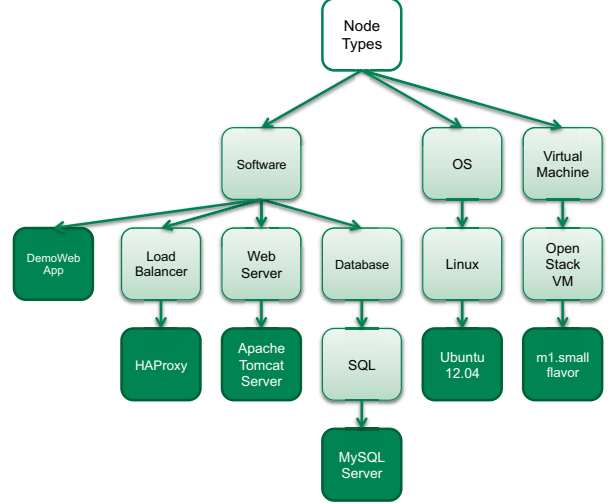 Node
Types
Software
OS
Virtual
Machine
DemoWeb
App
Load
Balancer
Web
Server
Database
Linux
Open
Stack
VM
HAProxy
Apache
Tomcat
Server
SQL
Ubuntu
12.04
m1.small
flavor
MySQL
Server